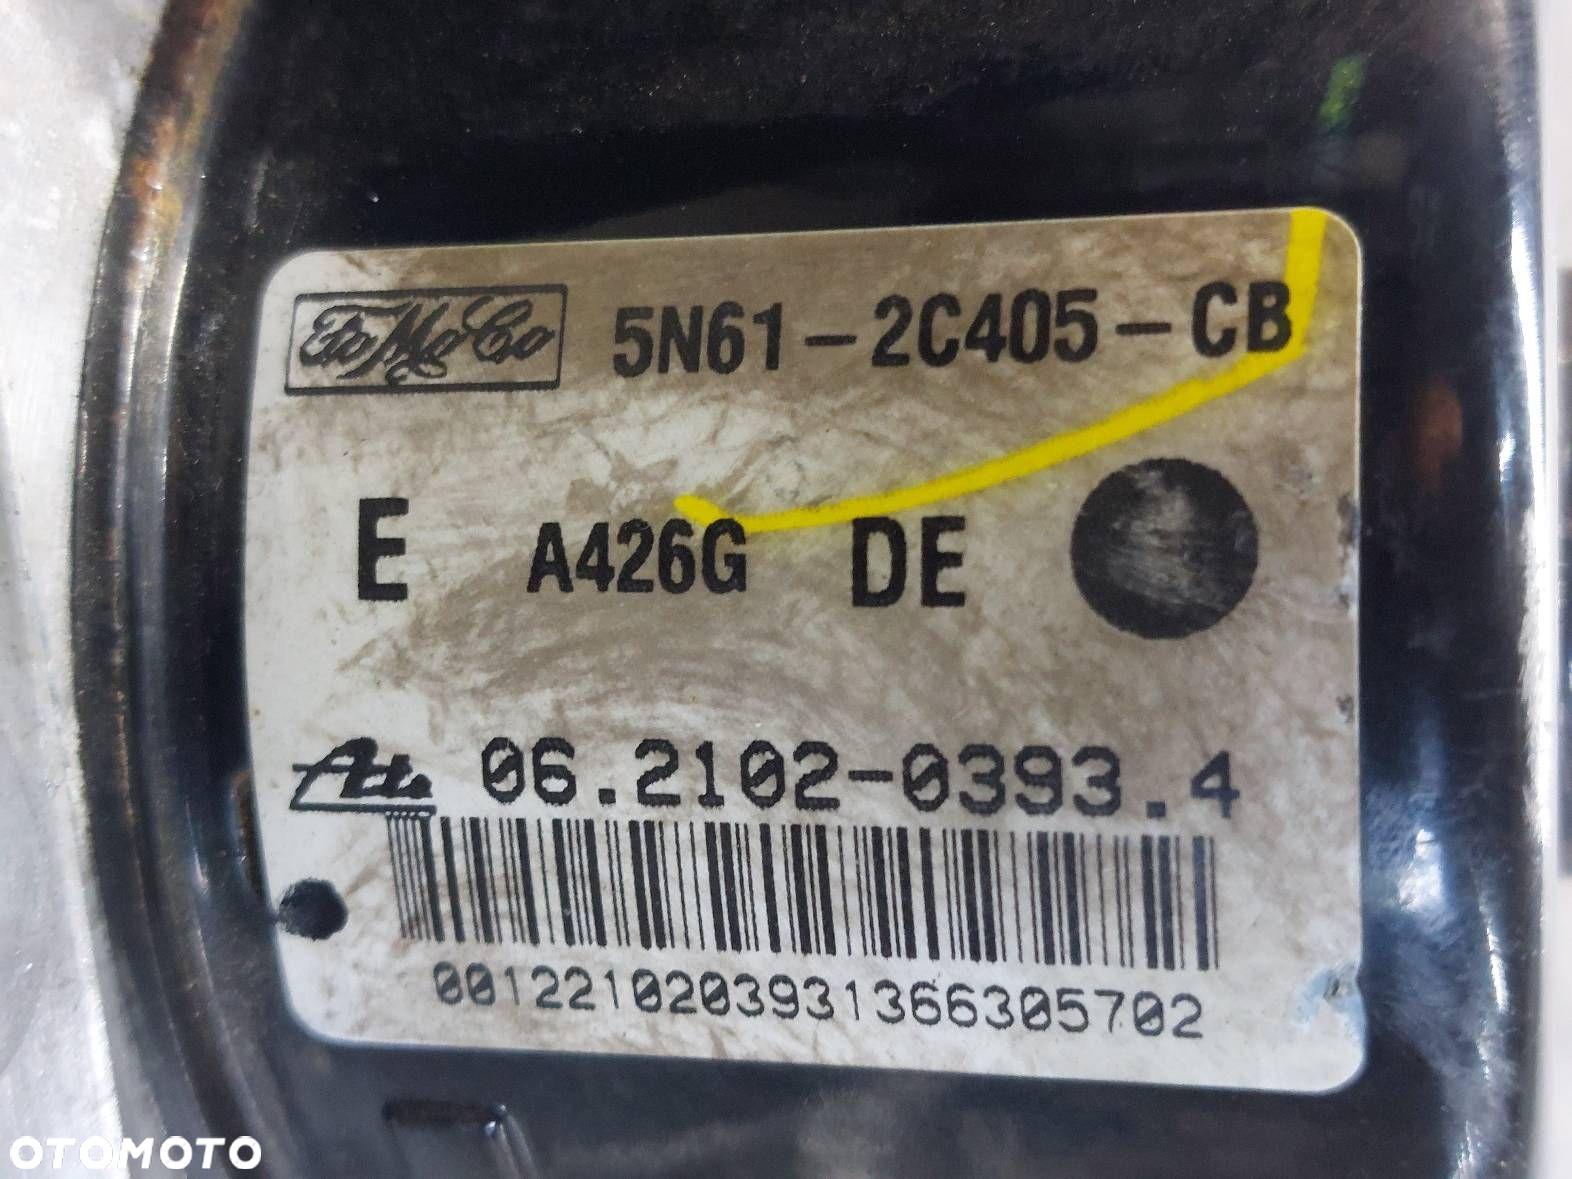 FoMoCo 5N61-2C405-CB
E A426G DE
Ate 06.2102-0393.4
0012210203931366305702
OTOMOTO